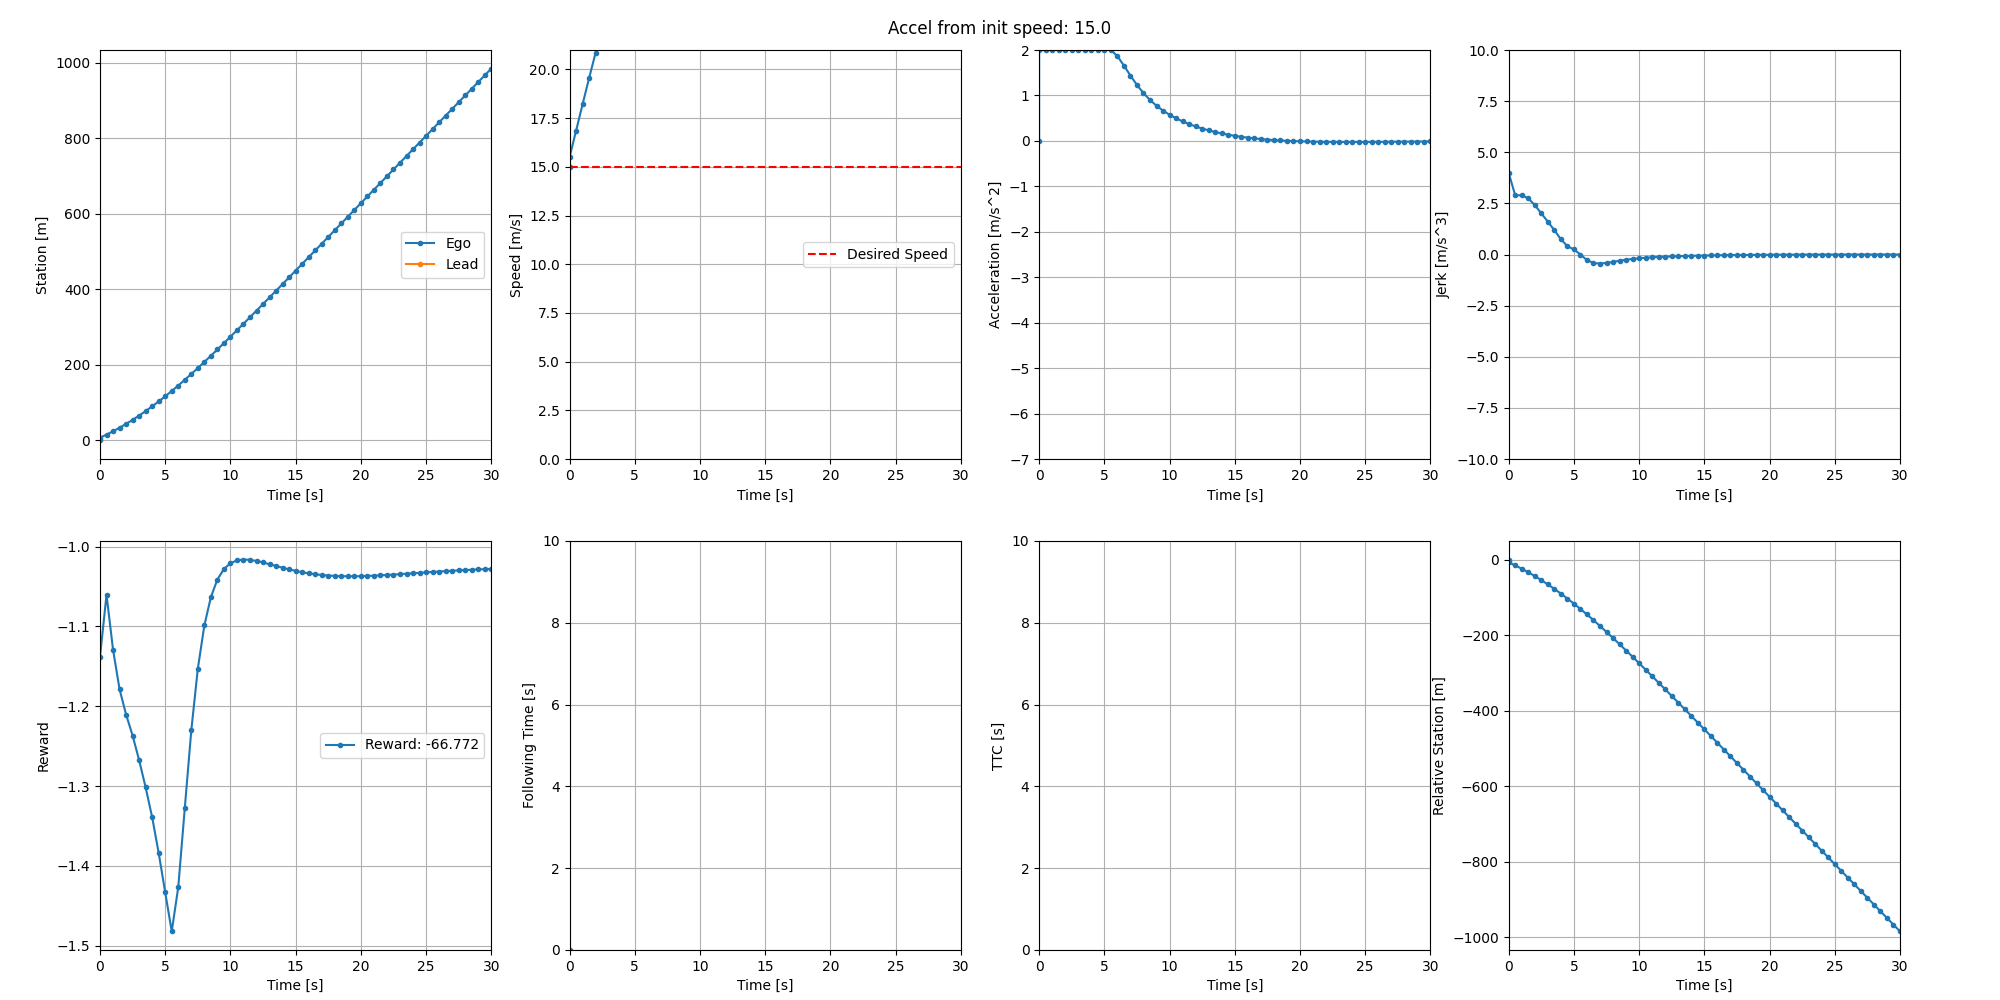 Accel from init speed: 15.0
1000
800
600
400
200
0
Station [m]
0 5 10 15 20 25 30
Time [s]
Ego
Lead
20.0
17.5
15.0
12.5
10.0
7.5
5.0
2.5
0.0
Speed [m/s]
0 5 10 15 20 25 30
Time [s]
Desired Speed
2
1
0
−1
−2
−3
−4
−5
−6
−7
Acceleration [m/s^2]
0 5 10 15 20 25 30
Time [s]
10.0
7.5
5.0
2.5
0.0
−2.5
−5.0
−7.5
−10.0
Jerk [m/s^3]
0 5 10 15 20 25 30
Time [s]
−1.0
−1.1
−1.2
−1.3
−1.4
−1.5
Reward
0 5 10 15 20 25 30
Time [s]
Reward: -66.772
10
8
6
4
2
0
Following Time [s]
0 5 10 15 20 25 30
Time [s]
10
8
6
4
2
0
TTC [s]
0 5 10 15 20 25 30
Time [s]
0
−200
−400
−600
−800
−1000
Relative Station [m]
0 5 10 15 20 25 30
Time [s]